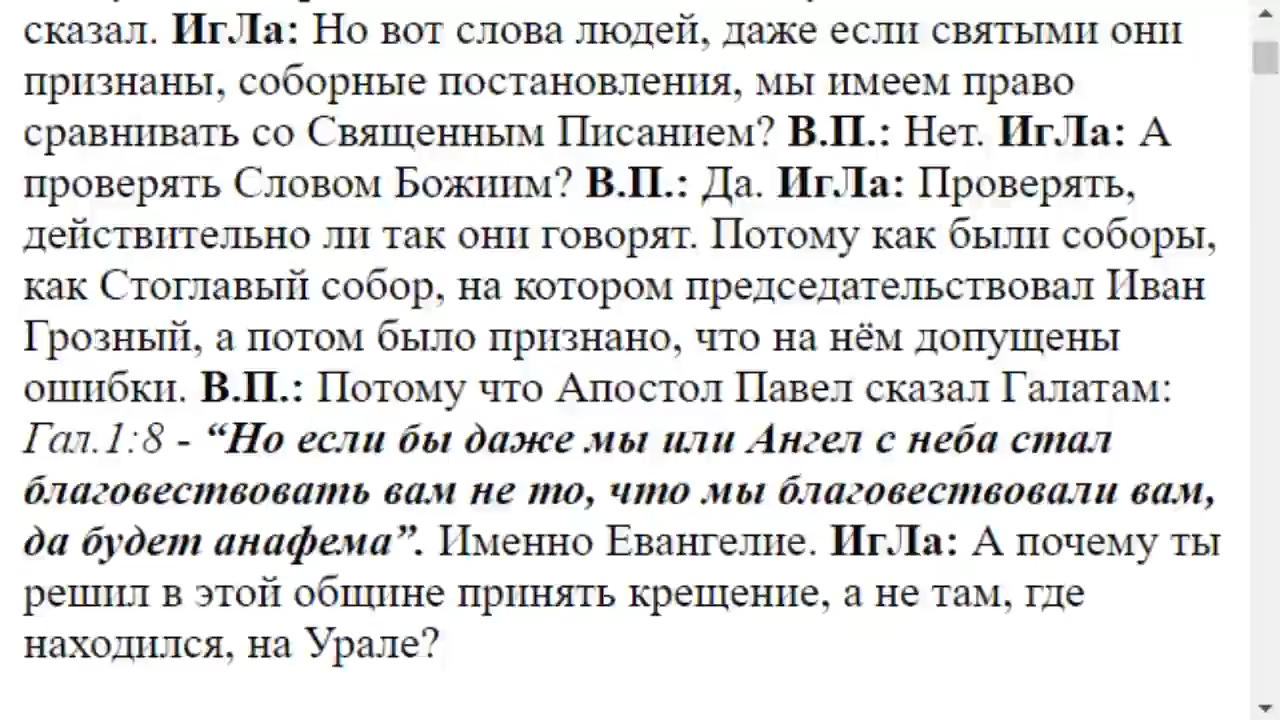 сказал. ИгЛа: Но вот слова людей, даже если святыми они
признаны, соборные постановления, мы имеем право
сравнивать со Священным Писанием? В.П.: Нет. ИгЛа: А
проверять Словом Божиим? В.П.: Да. ИгЛа: Проверять,
действительно ли так они говорят. Потому как были соборы,
как Стоглавый собор, на котором председательствовал Иван
Грозный, а потом было признано, что на нём допущены
ошибки. В.П.: Потому что Апостол Павел сказал Галатам:
Гал.1:8 - “Но если бы даже мы или Ангел с неба стал
благовествовать вам не то, что мы благовествовали вам,
да будет анафема”. Именно Евангелие. ИгЛа: А почему ты
решил в этой общине принять крещение, а не там, где
находился, на Урале?